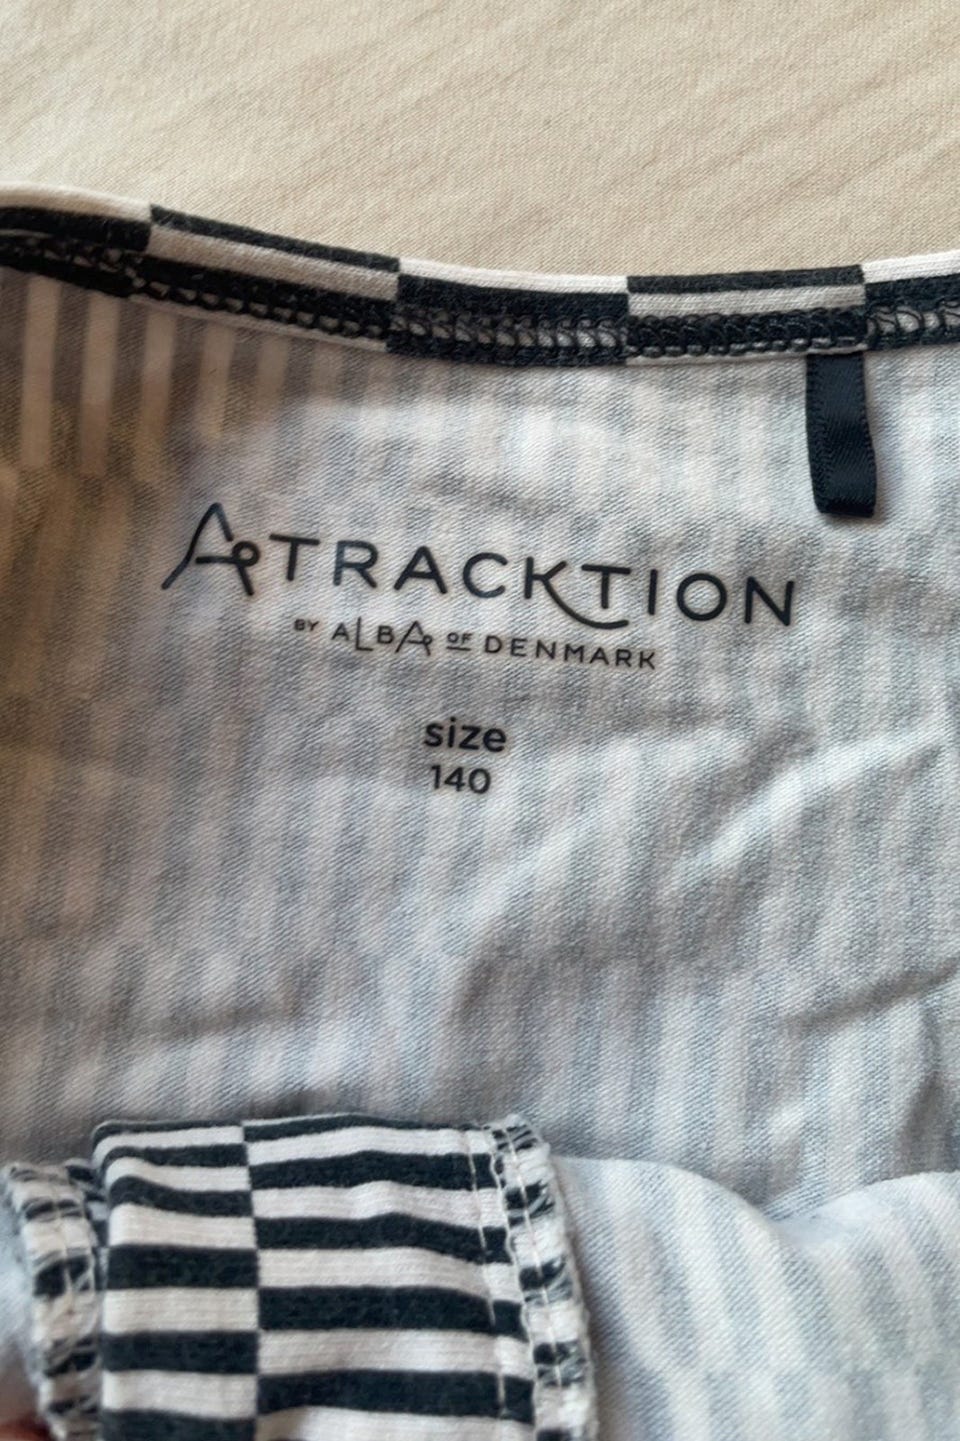 ATRACKTION
BY ALBA OF DENMARK
size
140